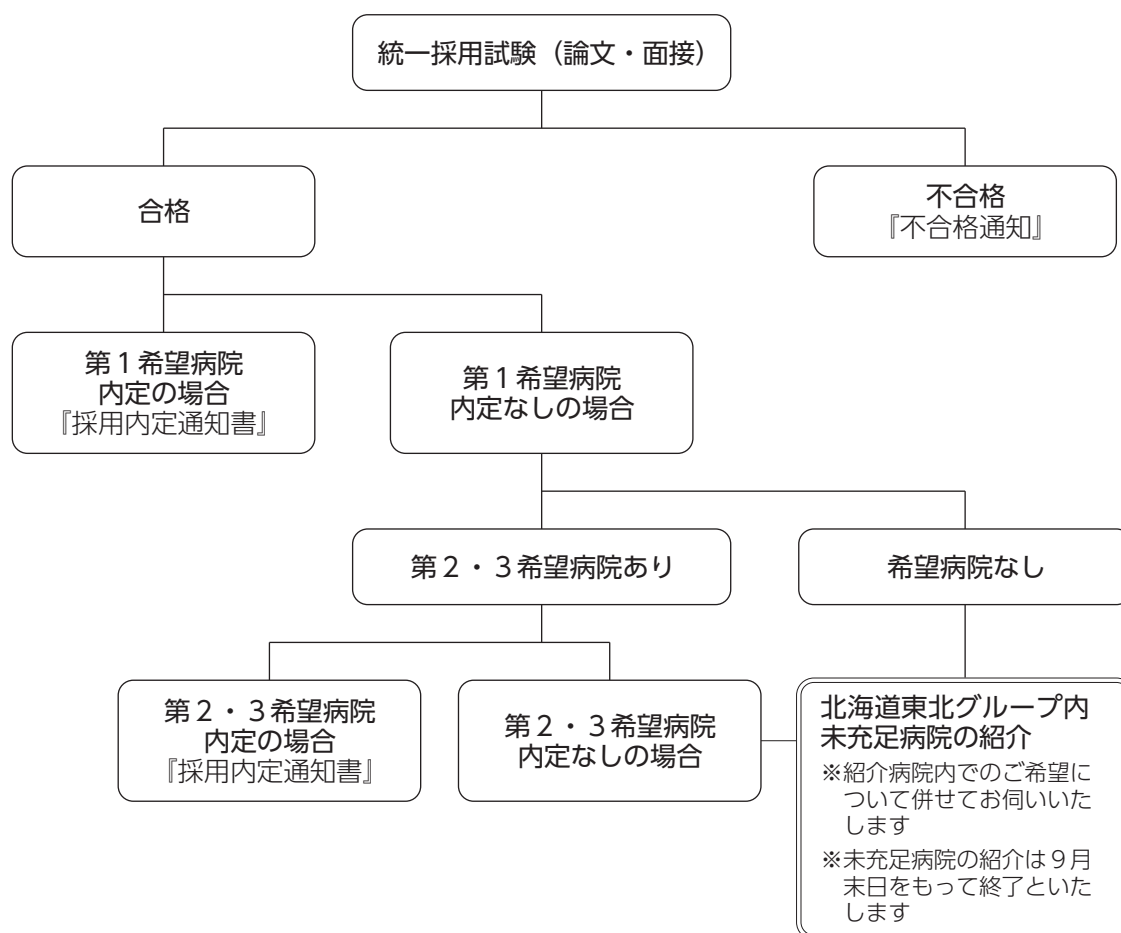 統一採用試験（論文・面接）
合格
不合格
『不合格通知』
第１希望病院
内定の場合
『採用内定通知書』
第１希望病院
内定なしの場合
第２・３希望病院あり
希望病院なし
第２・３希望病院
内定の場合
『採用内定通知書』
第２・３希望病院
内定なしの場合
北海道東北グループ内
未充足病院の紹介
※紹介病院内でのご希望に
ついて併せてお伺いいた
します
※未充足病院の紹介は９月
末日をもって終了といた
します